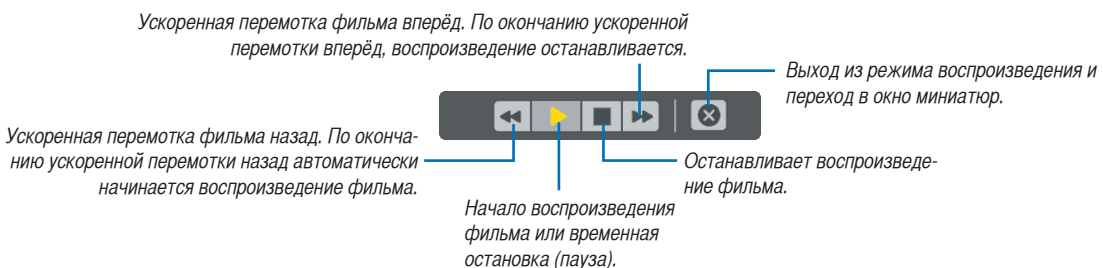 Ускоренная перемотка фильма вперёд. По окончанию ускоренной
перемотки вперёд, воспроизведение останавливается.
Выход из режима воспроизведения и
переход в окно миниатюр.
Ускоренная перемотка фильма назад. По оконча-
нию ускоренной перемотки назад автоматически
начинается воспроизведение фильма.
Останавливает воспроизведе-
ние фильма.
Начало воспроизведения
фильма или временная
остановка (пауза).